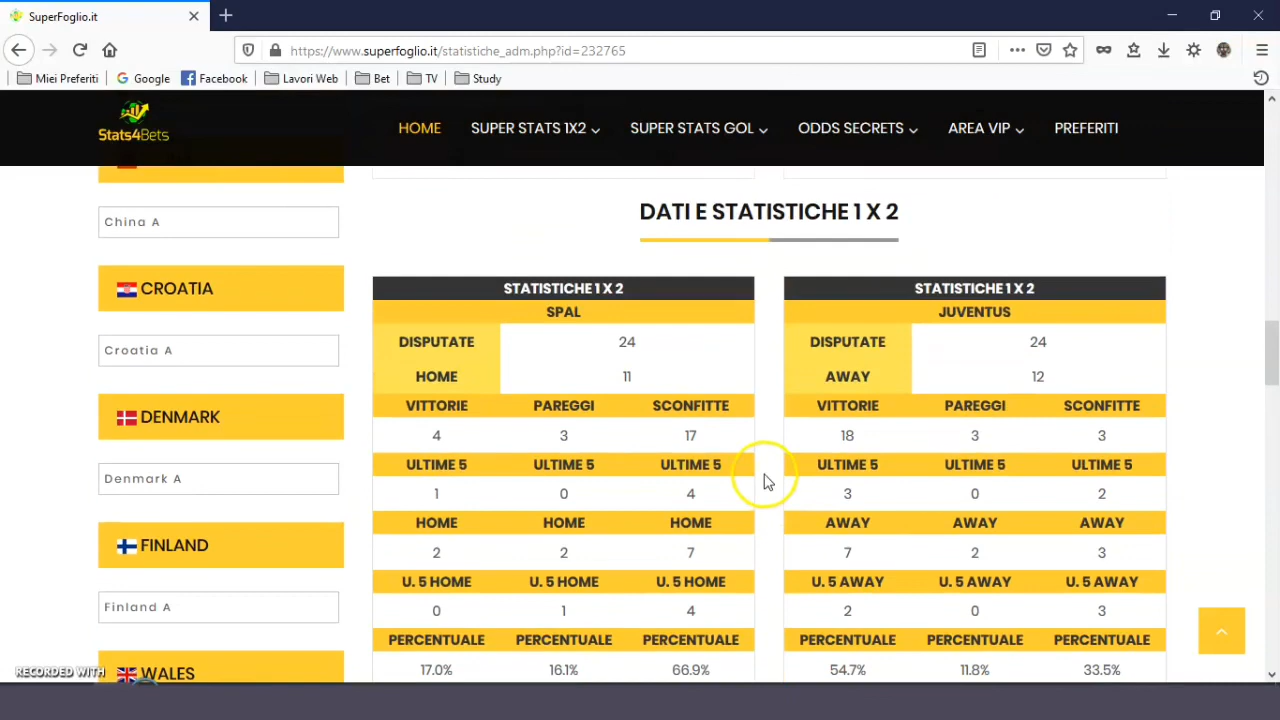 SuperFoglio.it
https://www.superfoglio.it/statistiche_adm.php?id=232765
Miei Preferiti Google Facebook Lavori Web Bet TV Study
Stats4Bets
HOME SUPER STATS 1X2 SUPER STATS GOL ODDS SECRETS AREA VIP PREFERITI
China A
CROATIA
Croatia A
DENMARK
Denmark A
FINLAND
Finland A
WALES
DATI E STATISTICHE 1 X 2
STATISTICHE 1 X 2
SPAL
DISPUTATE 24
HOME 11
VITTORIE PAREGGI SCONFITTE
4 3 17
ULTIME 5 ULTIME 5 ULTIME 5
1 0 4
HOME HOME HOME
2 2 7
U. 5 HOME U. 5 HOME U. 5 HOME
0 1 4
PERCENTUALE PERCENTUALE PERCENTUALE
17.0% 16.1% 66.9%
STATISTICHE 1 X 2
JUVENTUS
DISPUTATE 24
AWAY 12
VITTORIE PAREGGI SCONFITTE
18 3 3
ULTIME 5 ULTIME 5 ULTIME 5
3 0 2
AWAY AWAY AWAY
7 2 3
U. 5 AWAY U. 5 AWAY U. 5 AWAY
2 0 3
PERCENTUALE PERCENTUALE PERCENTUALE
54.7% 11.8% 33.5%
RECORDED WITH